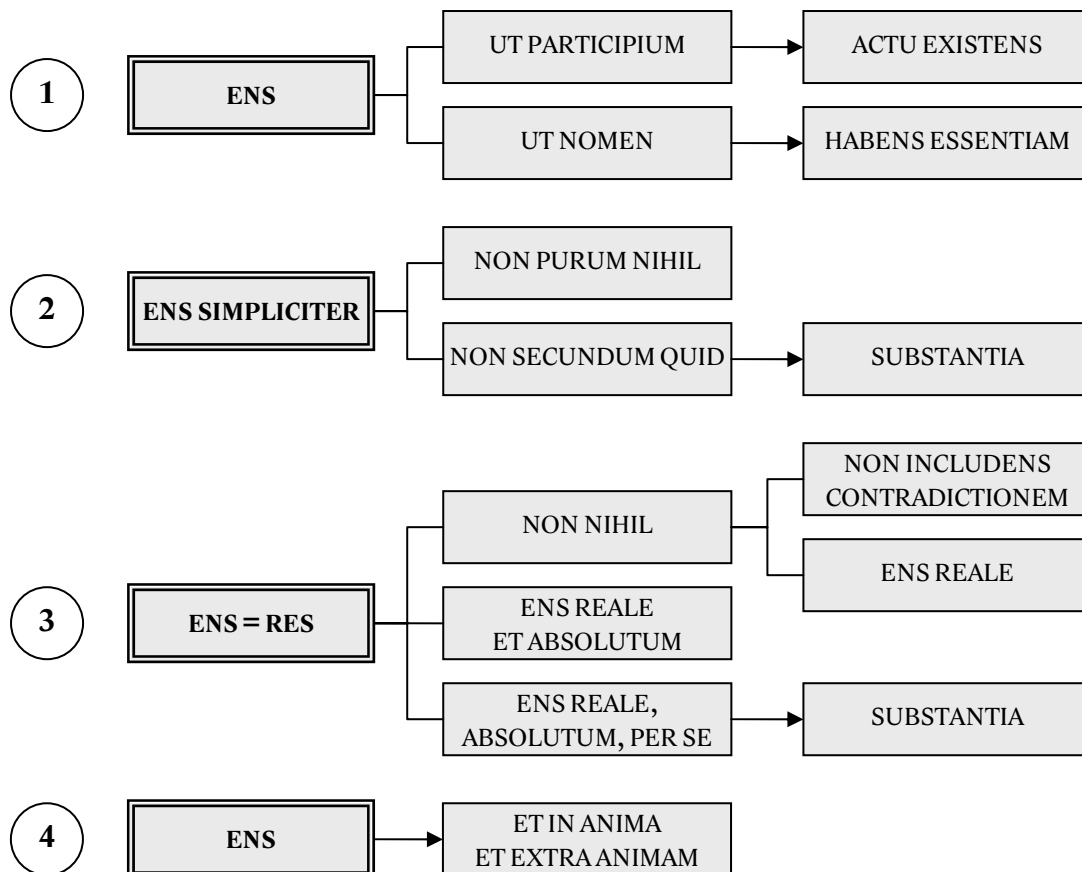 1
ENS
UT PARTICIPIUM
ACTU EXISTENS
UT NOMEN
HABENS ESSENTIAM
2
ENS SIMPLICITER
NON PURUM NIHIL
NON SECUNDUM QUID
SUBSTANTIA
3
ENS = RES
NON NIHIL
NON INCLUDENS
CONTRADICTIONEM
ENS REALE
ENS REALE
ET ABSOLUTUM
ENS REALE,
ABSOLUTUM, PER SE
SUBSTANTIA
4
ENS
ET IN ANIMA
ET EXTRA ANIMAM